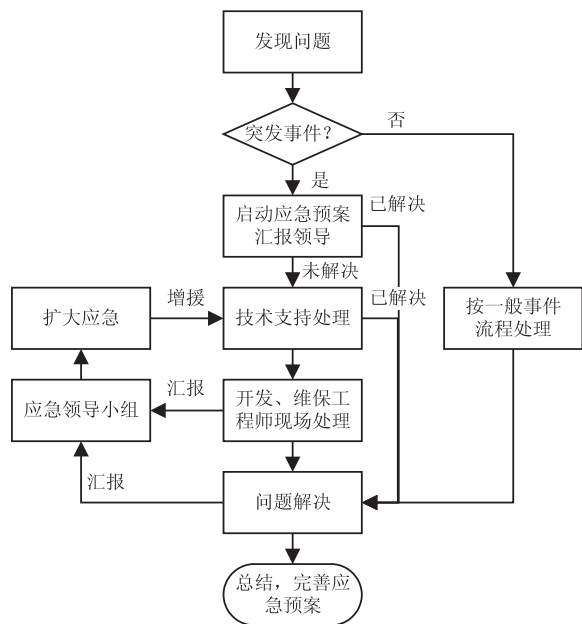 发现问题
突发事件？
否
是
启动应急预案
汇报领导
已解决
未解决
扩大应急
增援
技术支持处理
已解决
按一般事件
流程处理
应急领导小组
汇报
开发、维保工
程师现场处理
汇报
问题解决
总结，完善应
急预案